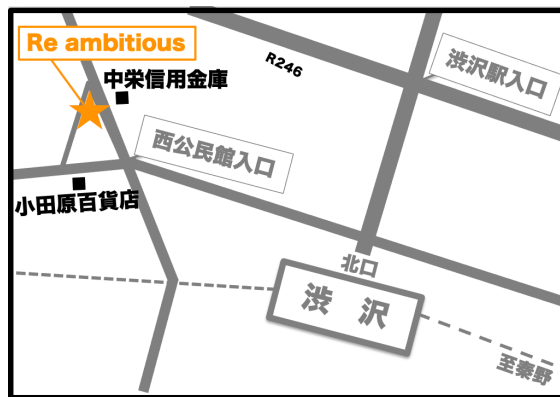 Re ambitious
中栄信用金庫
R246
渋沢駅入口
西公民館入口
小田原百貨店
北口
渋 沢
至秦野